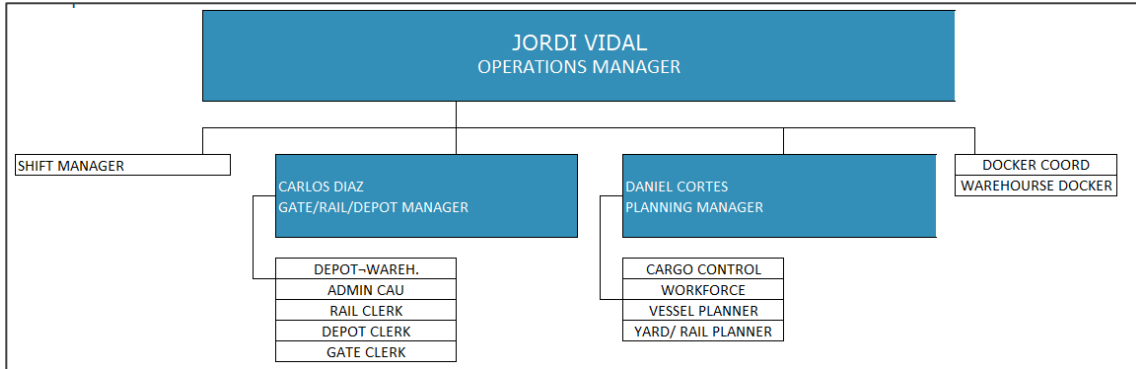 JORDI VIDAL
OPERATIONS MANAGER
SHIFT MANAGER
CARLOS DIAZ
GATE/RAIL/DEPOT MANAGER
DEPOT¬WAREH.
ADMIN CAU
RAIL CLERK
DEPOT CLERK
GATE CLERK
DANIEL CORTES
PLANNING MANAGER
CARGO CONTROL
WORKFORCE
VESSEL PLANNER
YARD/ RAIL PLANNER
DOCKER COORD
WAREHOURSE DOCKER